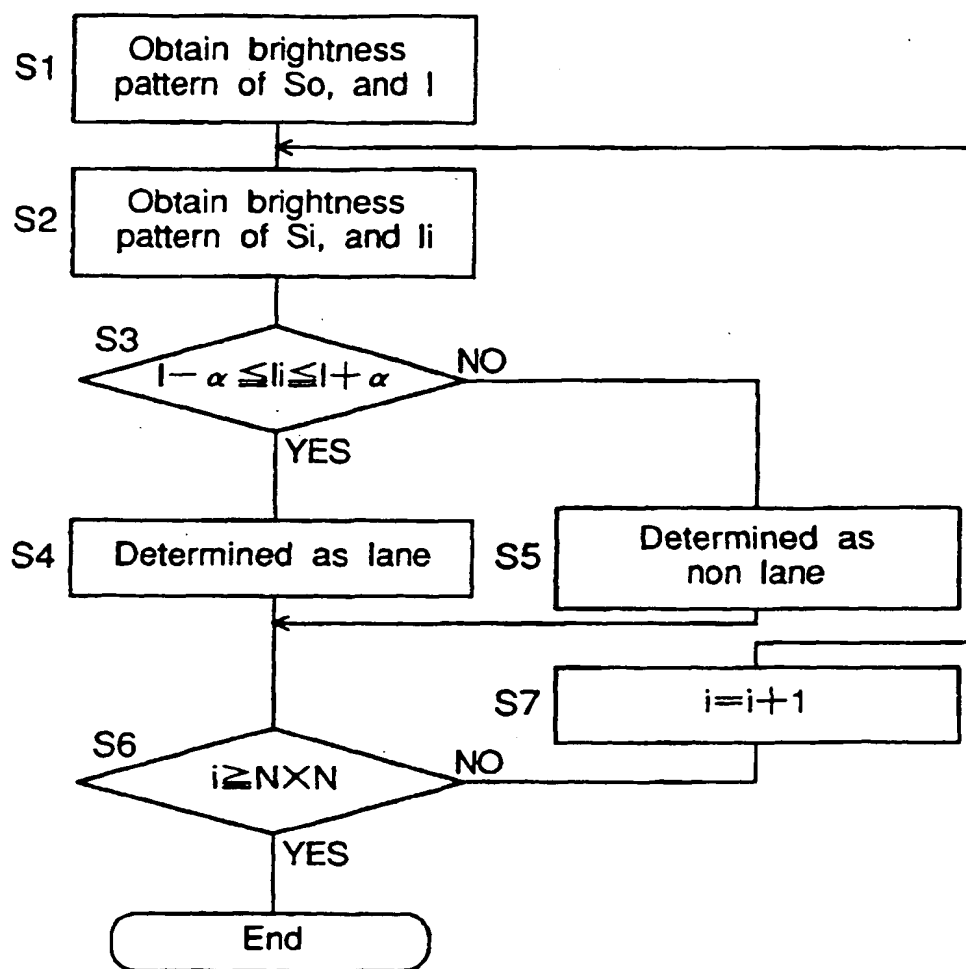 S1
Obtain brightness
pattern of So, and I
S2
Obtain brightness
pattern of Si, and Ii
S3
I-α≦Ii≦I+α
NO
YES
S4
Determined as lane
S5
Determined as
non lane
S7
i=i+1
S6
i≧N×N
NO
YES
End